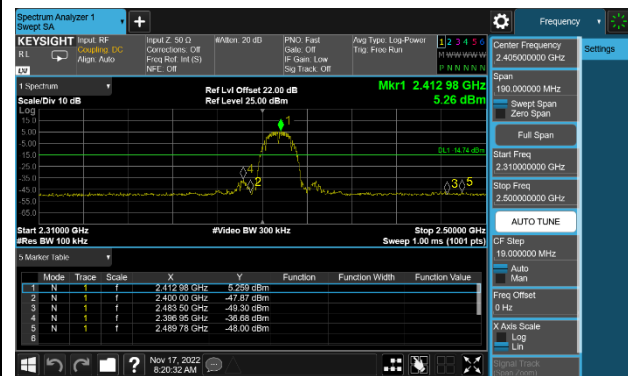 Spectrum Analyzer 1
Swept SA
Frequency
KEYSIGHT
RL
Input: RF
Coupling: DC
Align: Auto
Input Z: 50 Ω
Corrections: Off
Freq Ref: Int (S)
NFE: Off
#Atten: 20 dB
PNO: Fast
Gate: Off
IF Gain: Low
Sig Track: Off
Avg Type: Log-Power
Trig: Free Run
1 2 3 4 5 6
M W W W W W
P N N N N N
1 Spectrum
Scale/Div 10 dB
Ref Lvl Offset 22.00 dB
Ref Level 25.00 dBm
Mkr1 2.412 98 GHz
5.26 dBm
Log
15.0
5.00
-5.00
-15.0
-25.0
-35.0
-45.0
-55.0
-65.0
1
DL1 -14.74 dBm
4
2
3
5
Start 2.31000 GHz
#Res BW 100 kHz
#Video BW 300 kHz
Stop 2.50000 GHz
Sweep 1.00 ms (1001 pts)
5 Marker Table
Mode Trace Scale X Y Function Function Width Function Value
1 N 1 f 2.412 98 GHz 5.259 dBm
2 N 1 f 2.400 00 GHz -47.87 dBm
3 N 1 f 2.483 50 GHz -49.30 dBm
4 N 1 f 2.396 95 GHz -36.68 dBm
5 N 1 f 2.489 78 GHz -48.00 dBm
6
Nov 17, 2022
8:20:32 AM
Settings
Center Frequency
2.405000000 GHz
Span
190.000000 MHz
Swept Span
Zero Span
Full Span
Start Freq
2.310000000 GHz
Stop Freq
2.500000000 GHz
AUTO TUNE
CF Step
19.000000 MHz
Auto
Man
Freq Offset
0 Hz
X Axis Scale
Log
Lin
Signal Track
(Span Zoom)